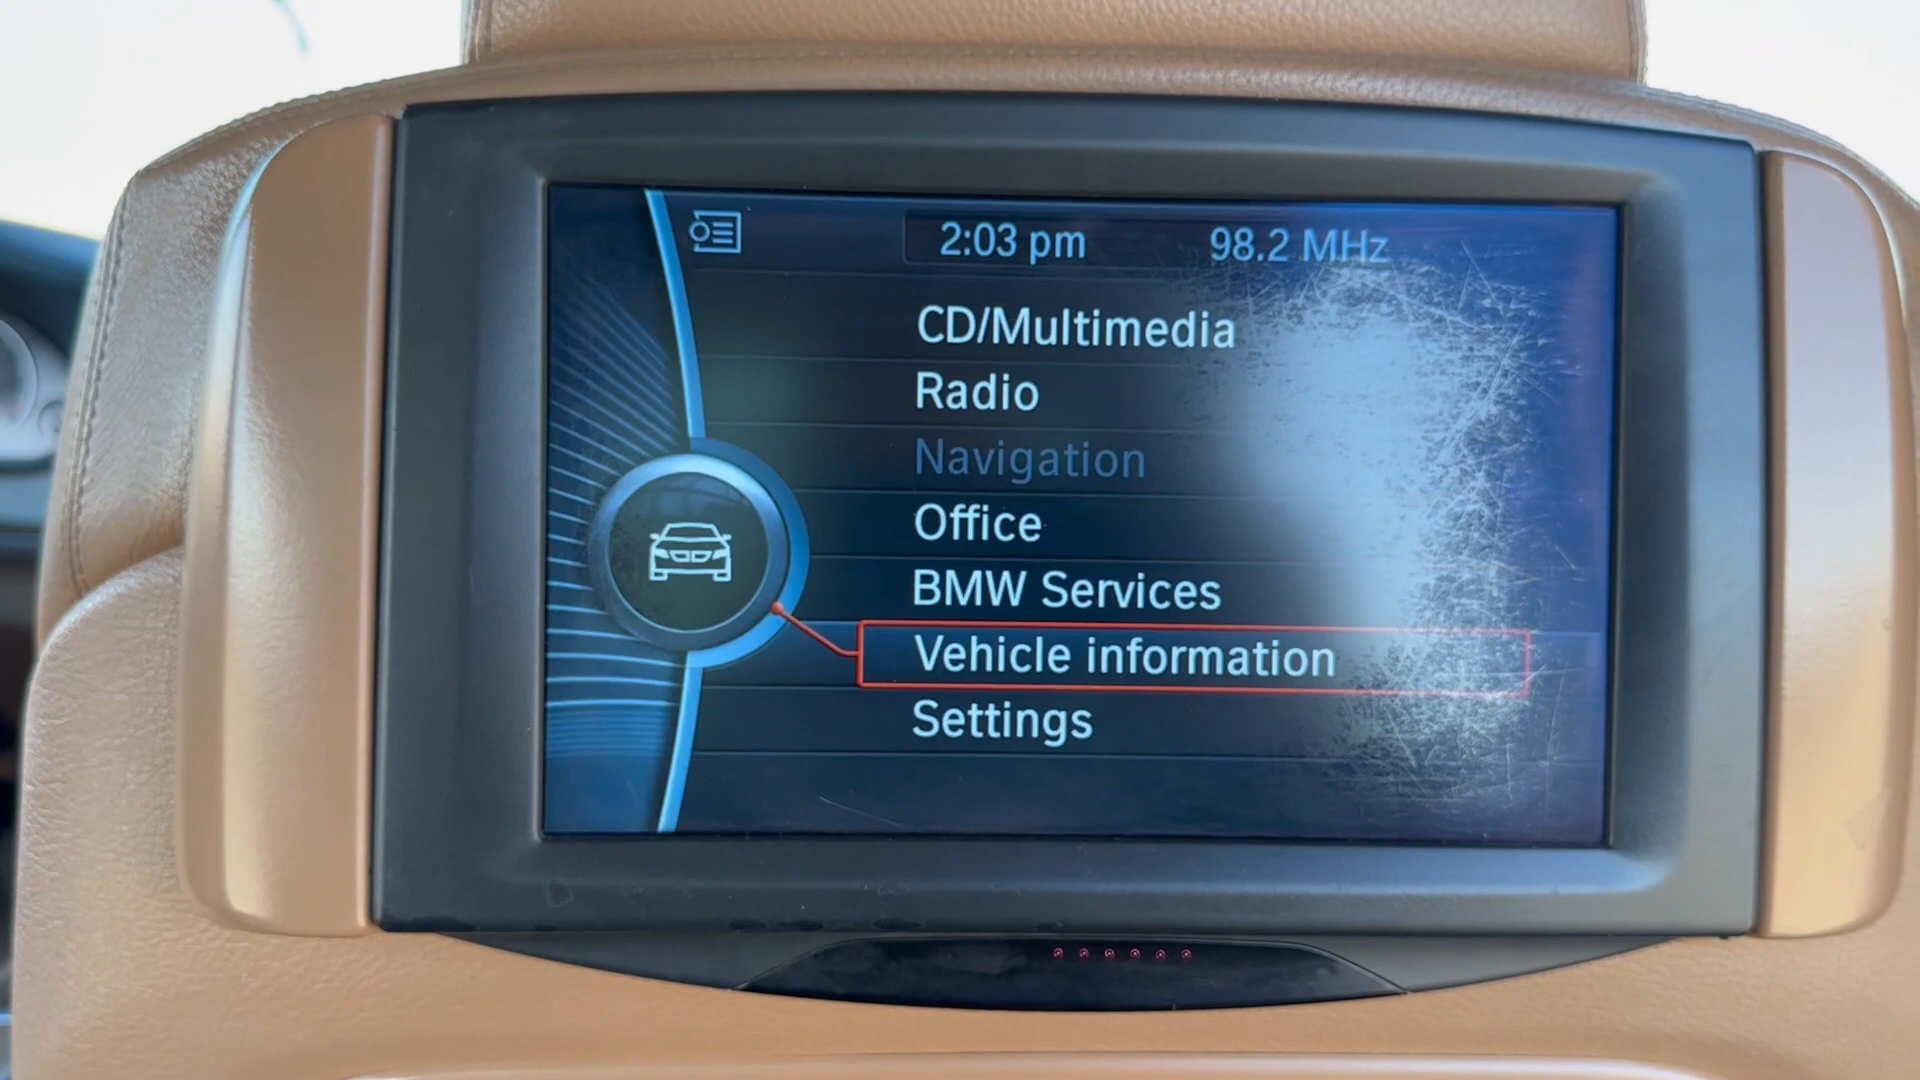 2:03 pm 98.2 MHz
CD/Multimedia
Radio
Navigation
Office
BMW Services
Vehicle information
Settings